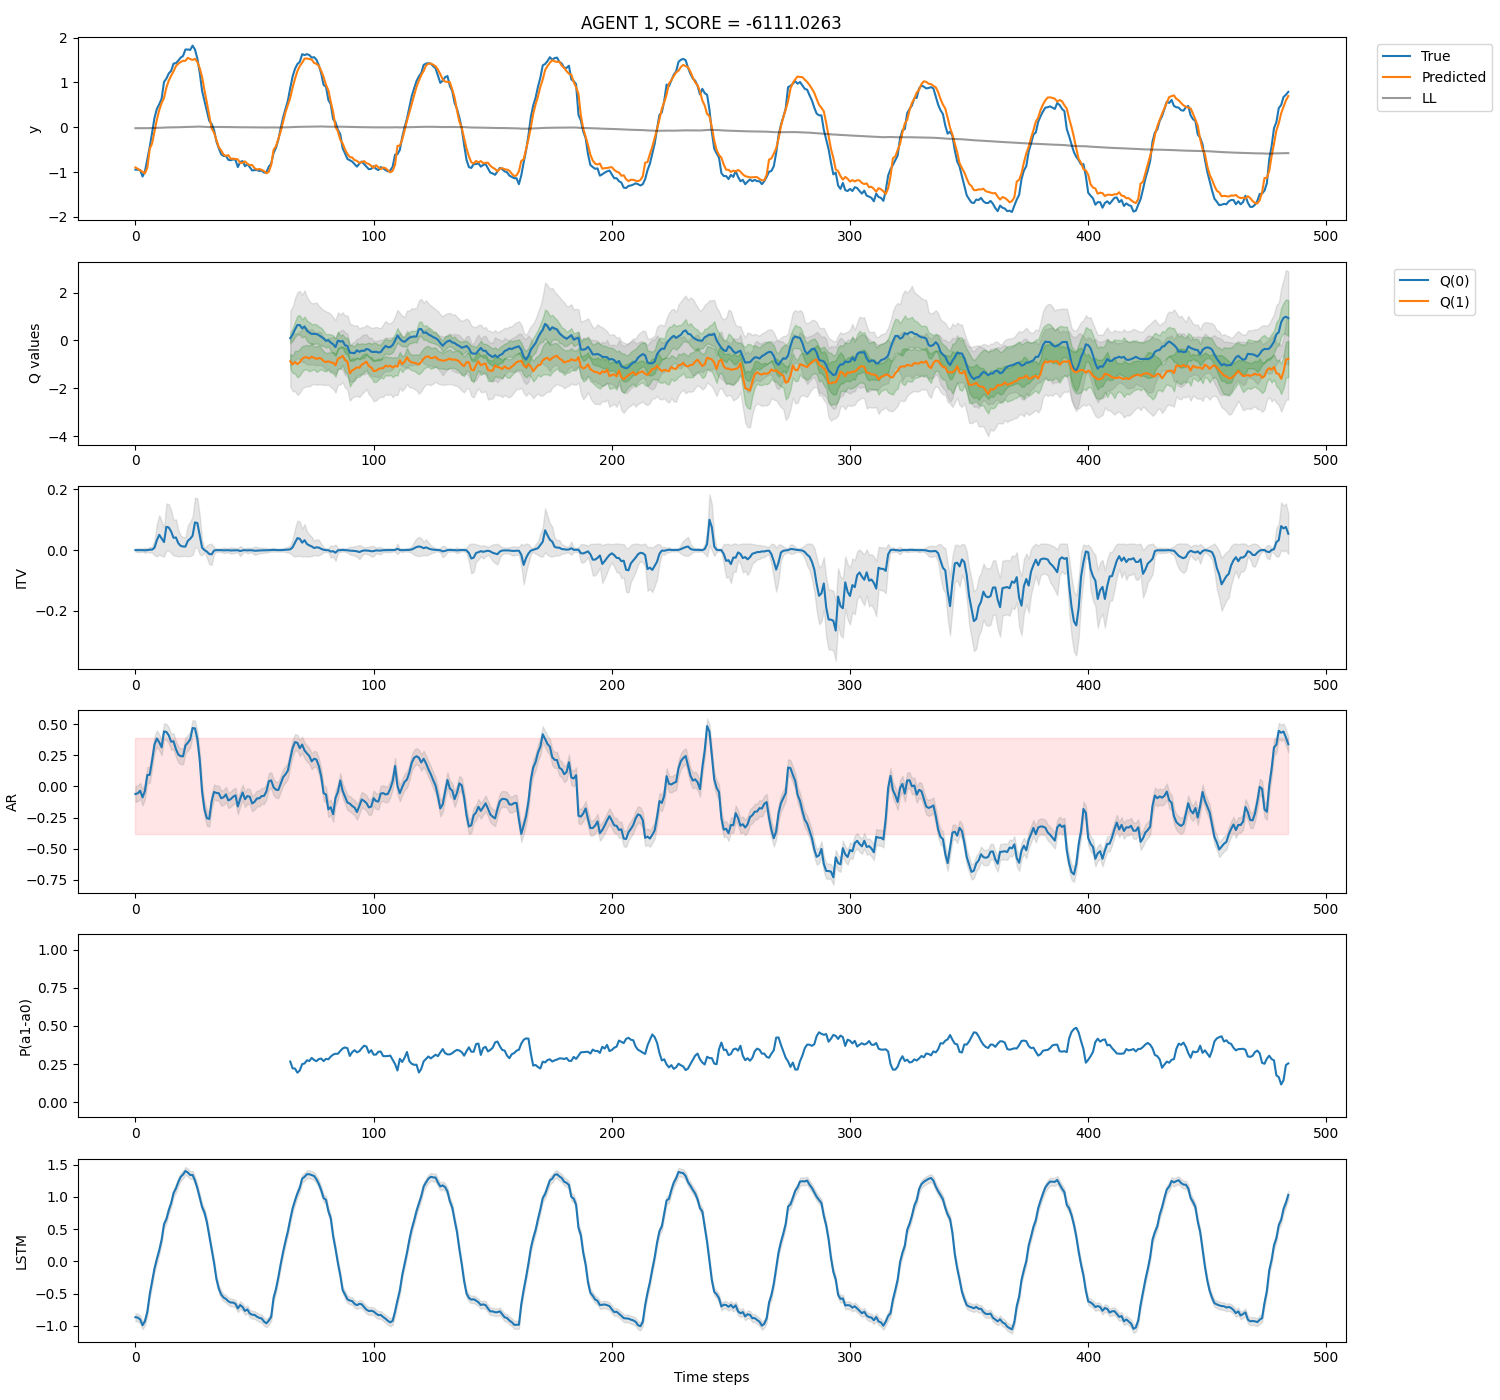 AGENT 1, SCORE = -6111.0263
y
2
1
0
−1
−2
0 100 200 300 400 500
True
Predicted
LL
Q values
2
0
−2
−4
0 100 200 300 400 500
Q(0)
Q(1)
ITV
0.2
0.0
−0.2
0 100 200 300 400 500
AR
0.50
0.25
0.00
−0.25
−0.50
−0.75
0 100 200 300 400 500
P(a1-a0)
1.00
0.75
0.50
0.25
0.00
0 100 200 300 400 500
LSTM
1.5
1.0
0.5
0.0
−0.5
−1.0
0 100 200 300 400 500
Time steps